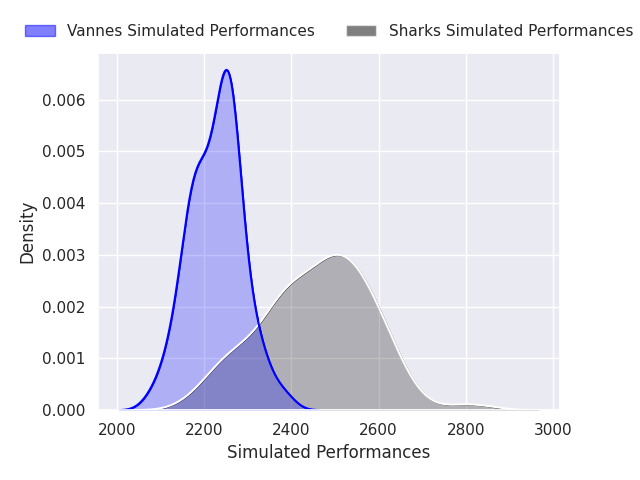 Vannes Simulated Performances Sharks Simulated Performances
0.006
0.005
0.004
0.003
0.002
0.001
0.000
Density
2000 2200 2400 2600 2800 3000
Simulated Performances